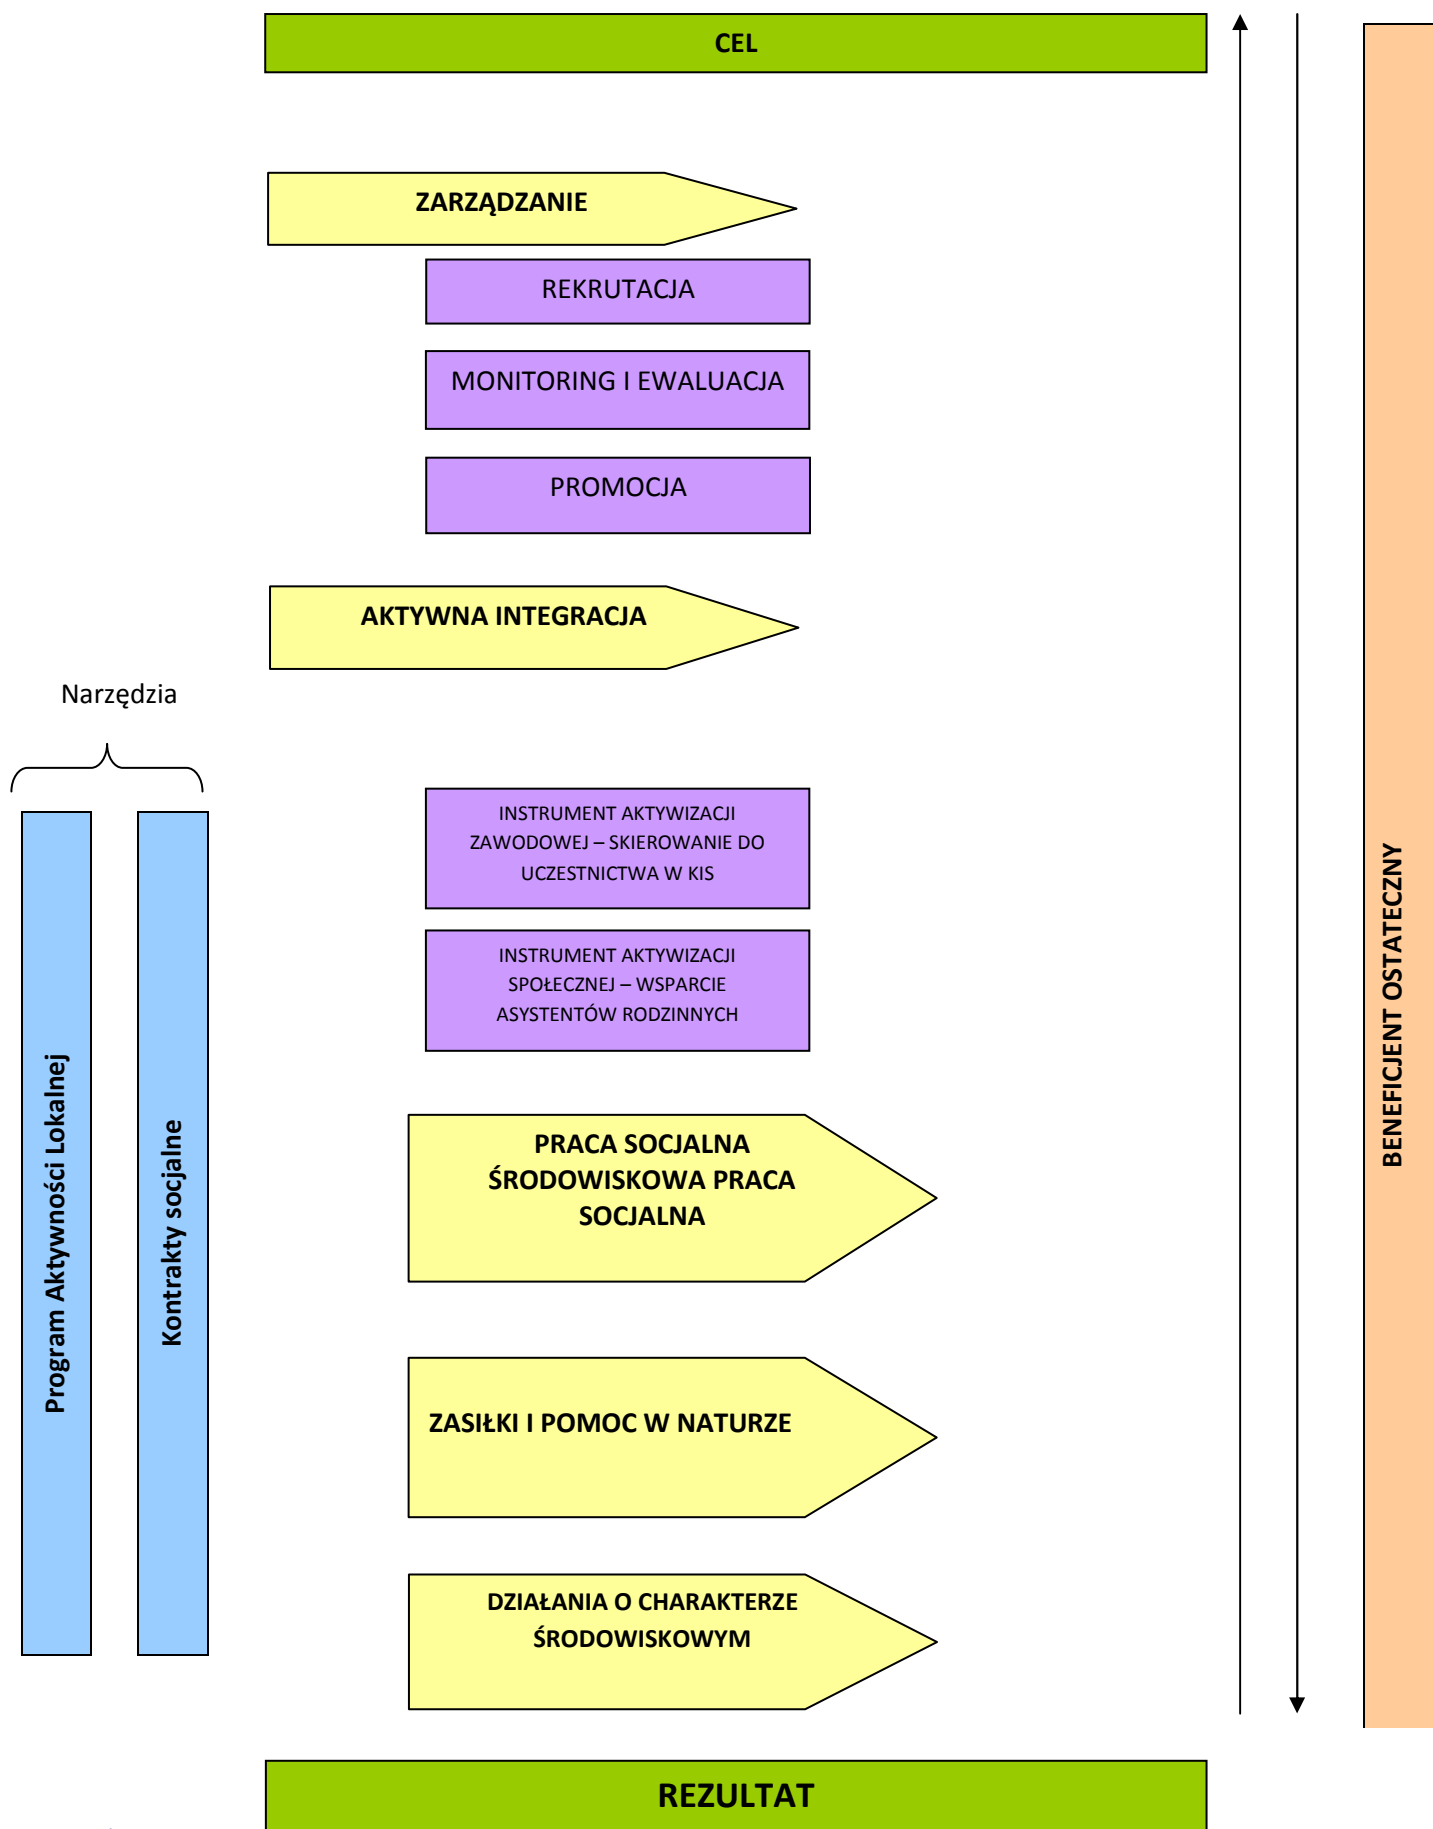 CEL
ZARZĄDZANIE
REKRUTACJA
MONITORING I EWALUACJA
PROMOCJA
AKTYWNA INTEGRACJA
Narzędzia
Program Aktywności Lokalnej
Kontrakty socjalne
INSTRUMENT AKTYWIZACJI
ZAWODOWEJ – SKIEROWANIE DO
UCZESTNICTWA W KIS
INSTRUMENT AKTYWIZACJI
SPOŁECZNEJ – WSPARCIE
ASYSTENTÓW RODZINNYCH
PRACA SOCJALNA
ŚRODOWISKOWA PRACA
SOCJALNA
ZASIŁKI I POMOC W NATURZE
DZIAŁANIA O CHARAKTERZE
ŚRODOWISKOWYM
BENEFICJENT OSTATECZNY
REZULTAT